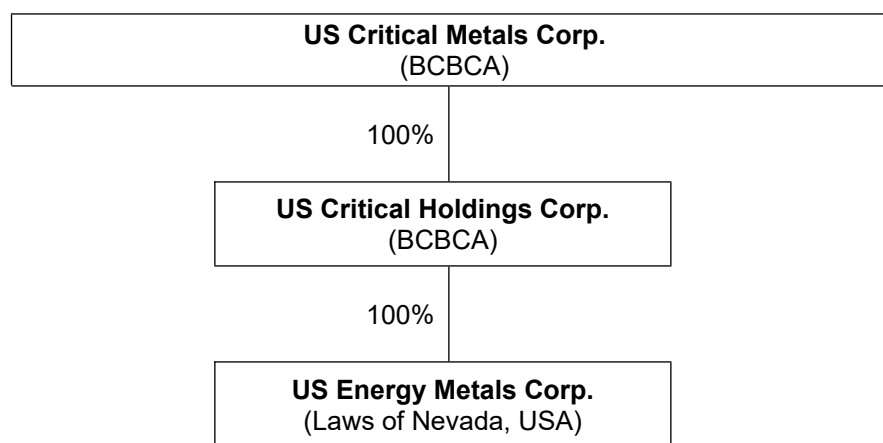 US Critical Metals Corp.
(BCBCA)
100%
US Critical Holdings Corp.
(BCBCA)
100%
US Energy Metals Corp.
(Laws of Nevada, USA)